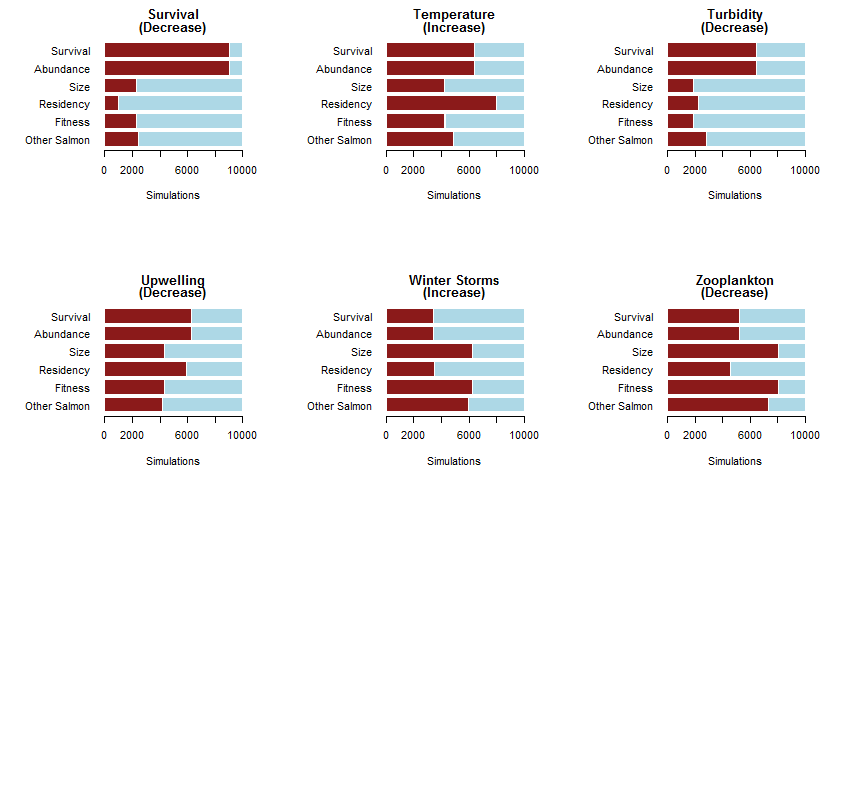 Survival
(Decrease)
Survival
Abundance
Size
Residency
Fitness
Other Salmon
0 2000 6000 10000
Simulations
Temperature
(Increase)
Survival
Abundance
Size
Residency
Fitness
Other Salmon
0 2000 6000 10000
Simulations
Turbidity
(Decrease)
Survival
Abundance
Size
Residency
Fitness
Other Salmon
0 2000 6000 10000
Simulations
Upwelling
(Decrease)
Survival
Abundance
Size
Residency
Fitness
Other Salmon
0 2000 6000 10000
Simulations
Winter Storms
(Increase)
Survival
Abundance
Size
Residency
Fitness
Other Salmon
0 2000 6000 10000
Simulations
Zooplankton
(Decrease)
Survival
Abundance
Size
Residency
Fitness
Other Salmon
0 2000 6000 10000
Simulations